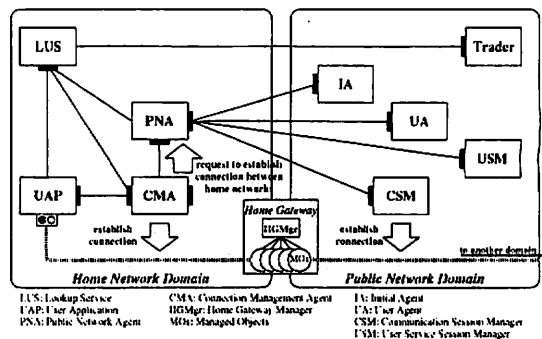 LUS
Trader
IA
PNA
UA
request to establish
connection between
home networks
USM
UAP
CMA
CSM
Home Gateway
HGMgr
MOs
establish
connection
establish
connection
to another domain
Home Network Domain
Public Network Domain
LUS: Lookup Service
CMA: Connection Management Agent
IA: Initial Agent
UAP: User Application
HGMgr: Home Gateway Manager
UA: User Agent
PNA: Public Network Agent
MOs: Managed Objects
CSM: Communication Session Manager
USM: User Service Session Manager